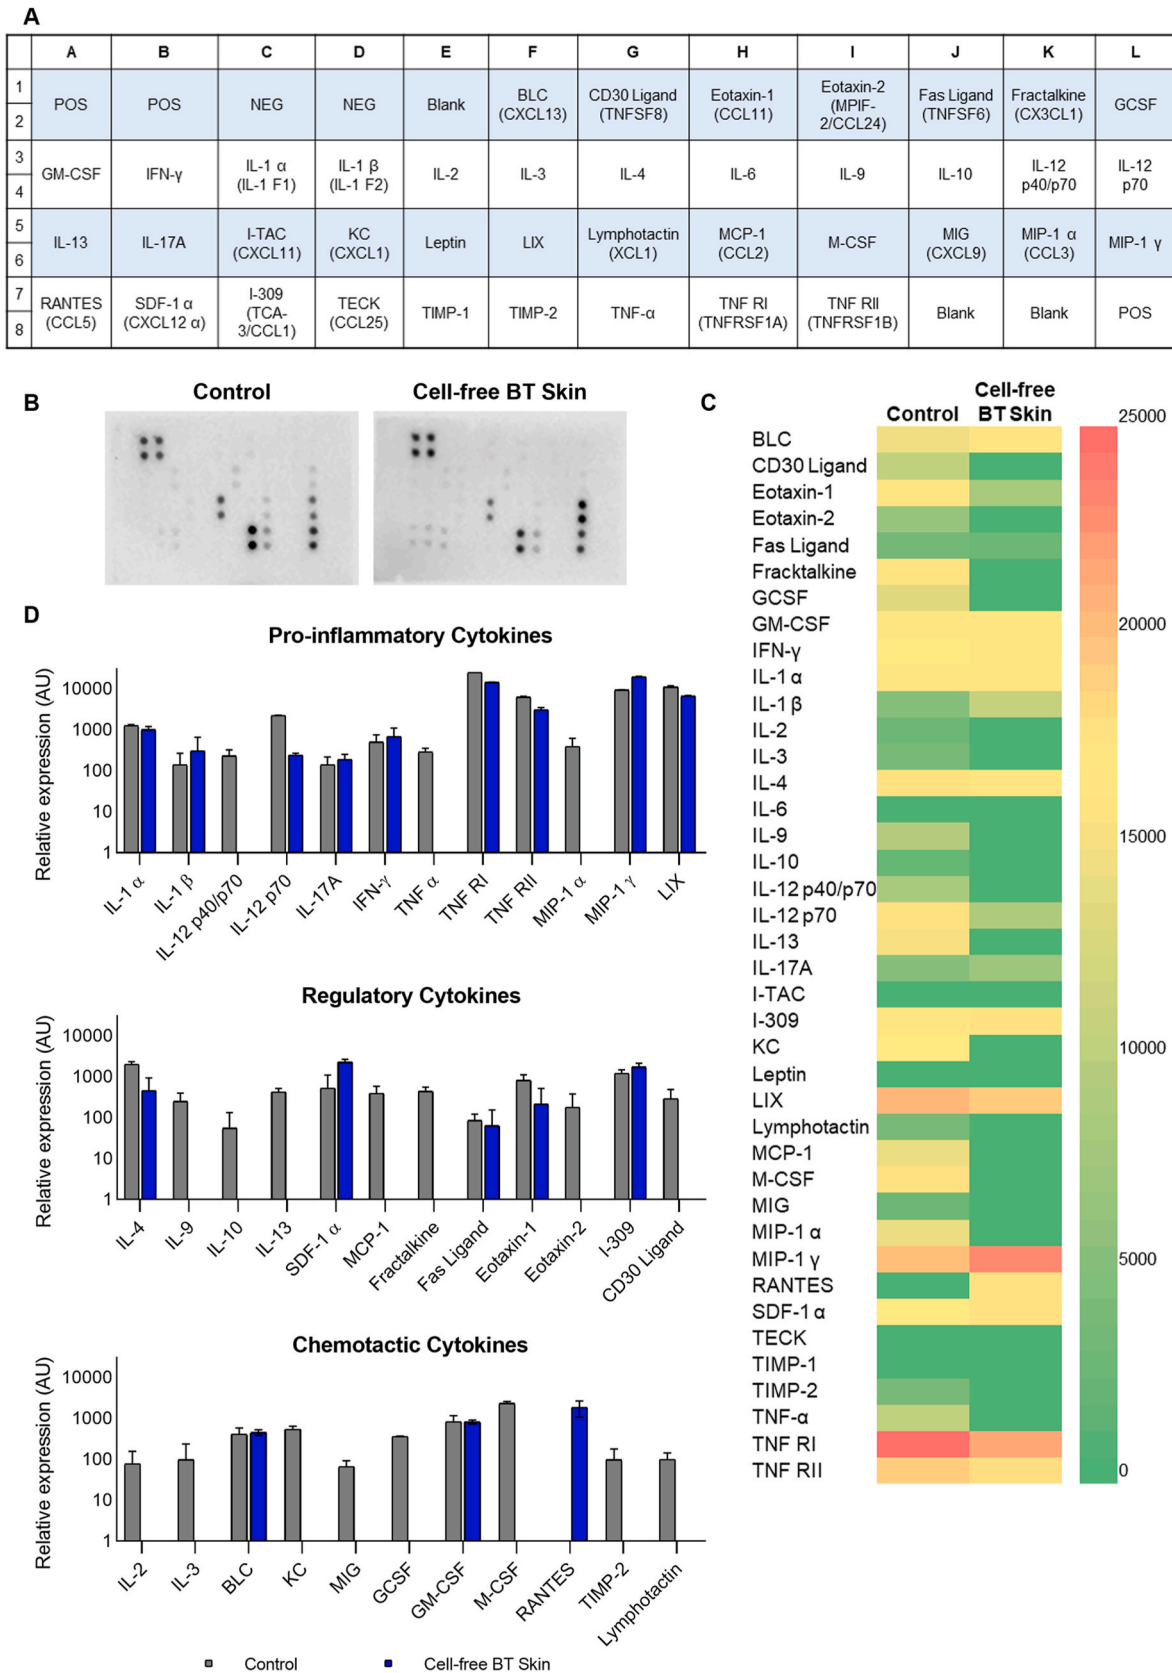 A
A B C D E F G H I J K L
1 2
POS POS NEG NEG Blank BLC (CXCL13) CD30 Ligand (TNFSF8) Eotaxin-1 (CCL11) Eotaxin-2 (MPIF-2/CCL24) Fas Ligand (TNFSF6) Fractalkine (CX3CL1) GCSF
3 4
GM-CSF IFN-γ IL-1 α (IL-1 F1) IL-1 β (IL-1 F2) IL-2 IL-3 IL-4 IL-6 IL-9 IL-10 IL-12 p40/p70 IL-12 p70
5 6
IL-13 IL-17A I-TAC (CXCL11) KC (CXCL1) Leptin LIX Lymphotactin (XCL1) MCP-1 (CCL2) M-CSF MIG (CXCL9) MIP-1 α (CCL3) MIP-1 γ
7 8
RANTES (CCL5) SDF-1 α (CXCL12 α) I-309 (TCA-3/CCL1) TECK (CCL25) TIMP-1 TIMP-2 TNF-α TNF RI (TNFRSF1A) TNF RII (TNFRSF1B) Blank Blank POS
B
Control
Cell-free BT Skin
C
Control
Cell-free
BT Skin
BLC
CD30 Ligand
Eotaxin-1
Eotaxin-2
Fas Ligand
Fracktalkine
GCSF
GM-CSF
IFN-γ
IL-1 α
IL-1 β
IL-2
IL-3
IL-4
IL-6
IL-9
IL-10
IL-12 p40/p70
IL-12 p70
IL-13
IL-17A
I-TAC
I-309
KC
Leptin
LIX
Lymphotactin
MCP-1
M-CSF
MIG
MIP-1 α
MIP-1 γ
RANTES
SDF-1 α
TECK
TIMP-1
TIMP-2
TNF-α
TNF RI
TNF RII
25000
20000
15000
10000
5000
0
D
Pro-inflammatory Cytokines
Relative expression (AU)
10000
1000
100
10
1
IL-1 α
IL-1 β
IL-12 p40/p70
IL-12 p70
IL-17A
IFN-γ
TNF α
TNF RI
TNF RII
MIP-1 α
MIP-1 γ
LIX
Regulatory Cytokines
Relative expression (AU)
10000
1000
100
10
1
IL-4
IL-9
IL-10
IL-13
SDF-1 α
MCP-1
Fractalkine
Fas Ligand
Eotaxin-1
Eotaxin-2
I-309
CD30 Ligand
Chemotactic Cytokines
Relative expression (AU)
10000
1000
100
10
1
IL-2
IL-3
BLC
KC
MIG
GCSF
GM-CSF
M-CSF
RANTES
TIMP-2
Lymphotactin
Control
Cell-free BT Skin